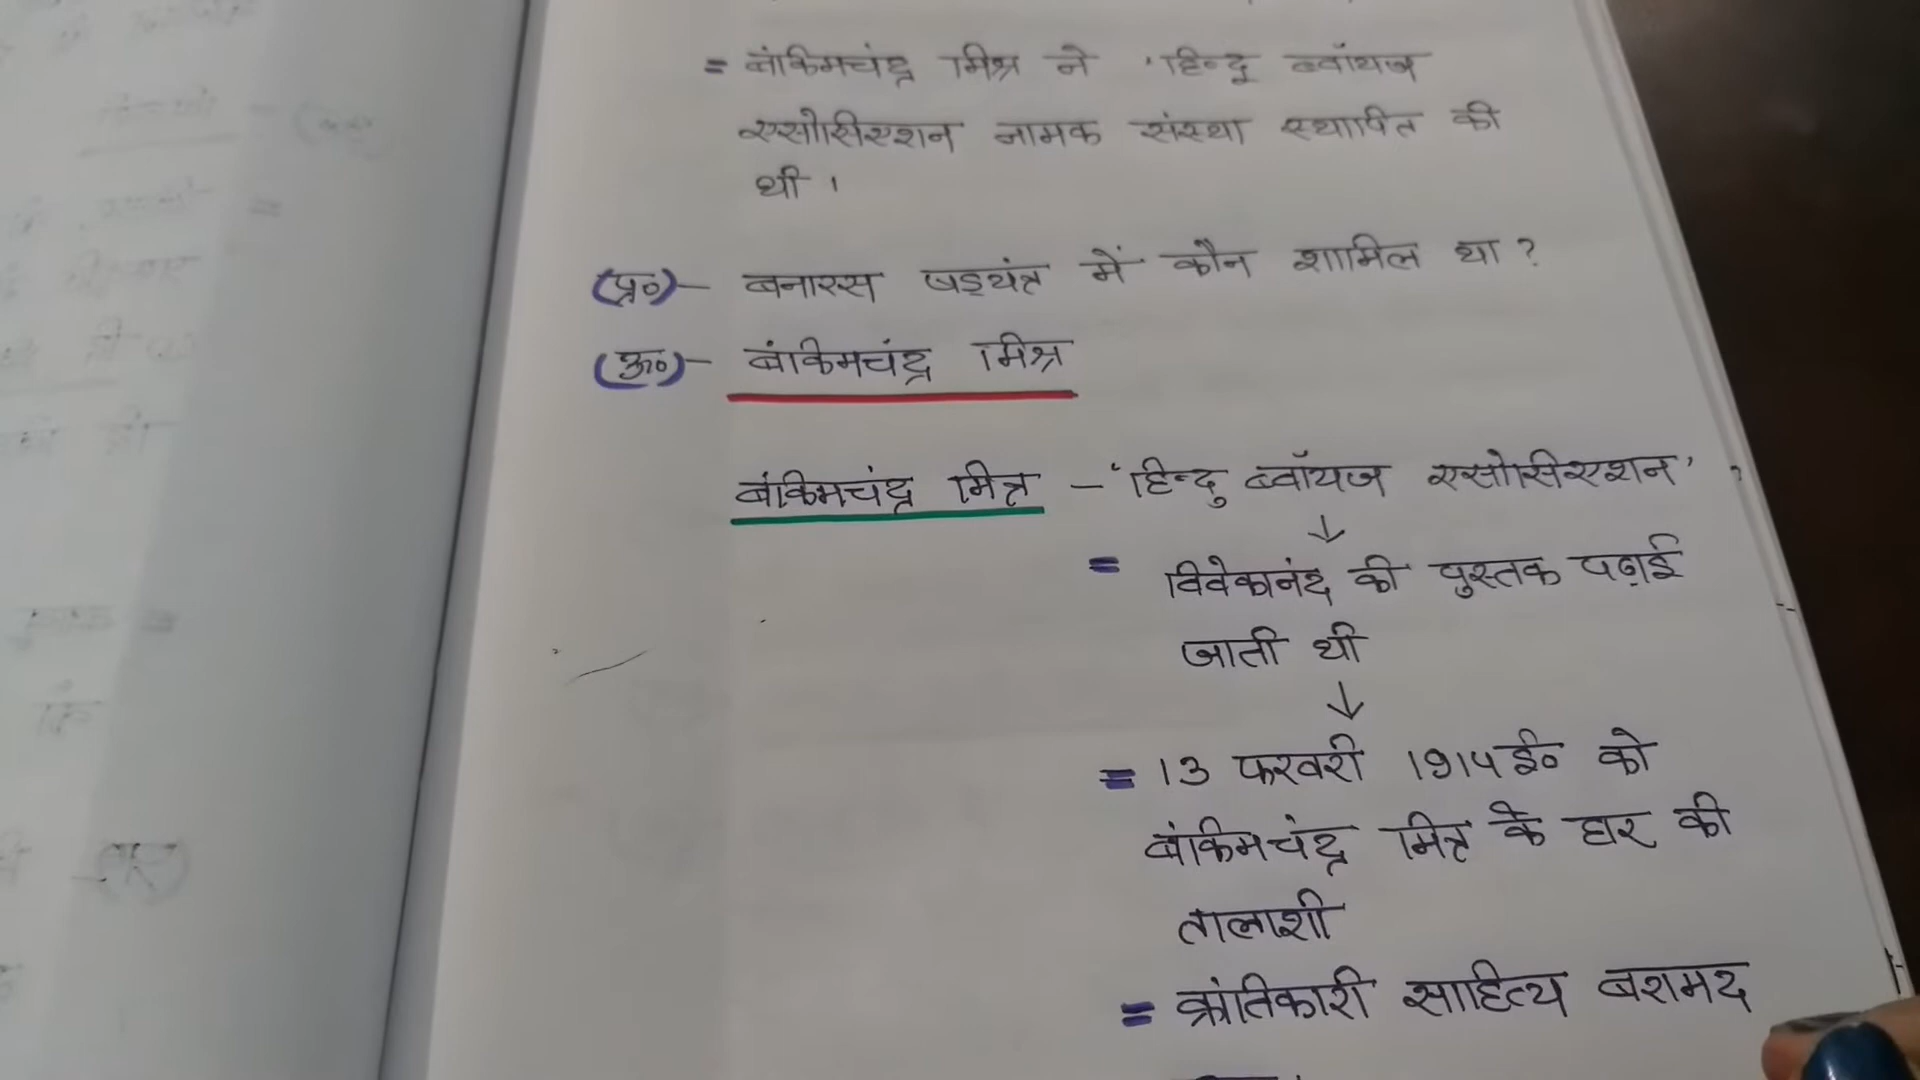 = बंकिमचंद्र मिश्र ने 'हिन्दू ब्वॉयज
एसोसिएशन नामक संस्था स्थापित की
थी ।
(प्र०)- बनारस षड्यंत्र में कौन शामिल था ?
(उ०)- बंकिमचंद्र मिश्र
बंकिमचंद्र मित्र - 'हिन्दु ब्वॉयज एसोसिएशन'
↓
= विवेकानंद की पुस्तक पढ़ाई
जाती थी
↓
= 13 फरवरी 1914 ई० को
बंकिमचंद्र मित्र के घर की
तालाशी
= क्रांतिकारी साहित्य बरामद